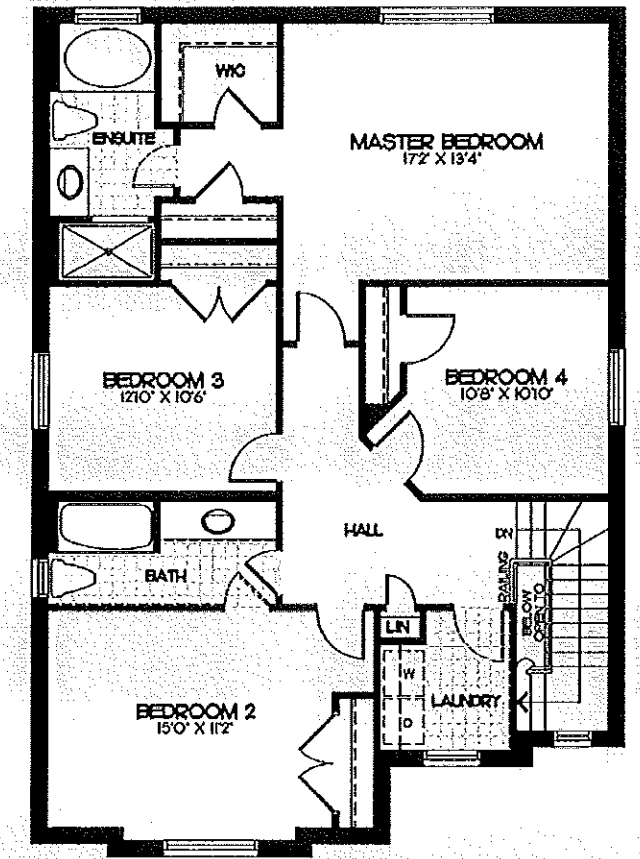 WIC
ENSUITE
MASTER BEDROOM
17'2" X 13'4"
BEDROOM 3
12'10" X 10'6"
BEDROOM 4
10'8" X 10'10"
HALL
DN
RAILING
OPEN TO
BELOW
BATH
LIN
W
D
LAUNDRY
BEDROOM 2
15'0" X 11'2"